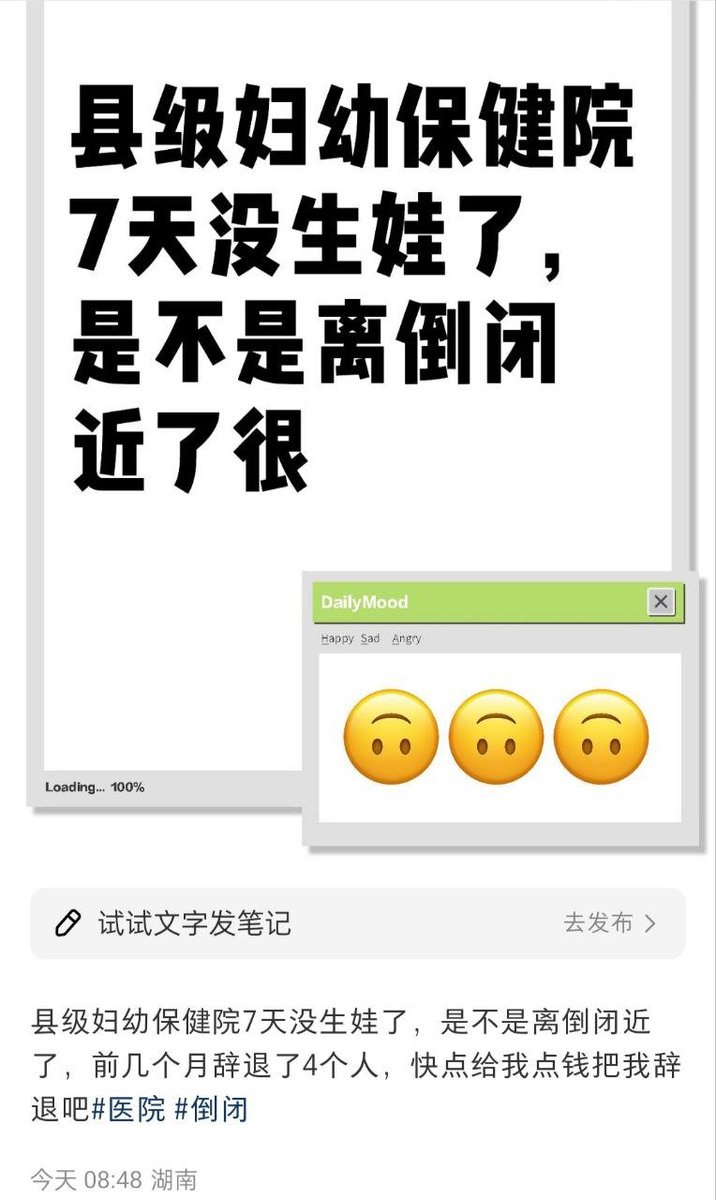 县级妇幼保健院
7天没生娃了，
是不是离倒闭
近了很
DailyMood
Happy Sad Angry
Loading... 100%
试试文字发笔记
去发布
县级妇幼保健院7天没生娃了，是不是离倒闭近
了，前几个月辞退了4个人，快点给我点钱把我辞
退吧#医院 #倒闭
今天 08:48 湖南